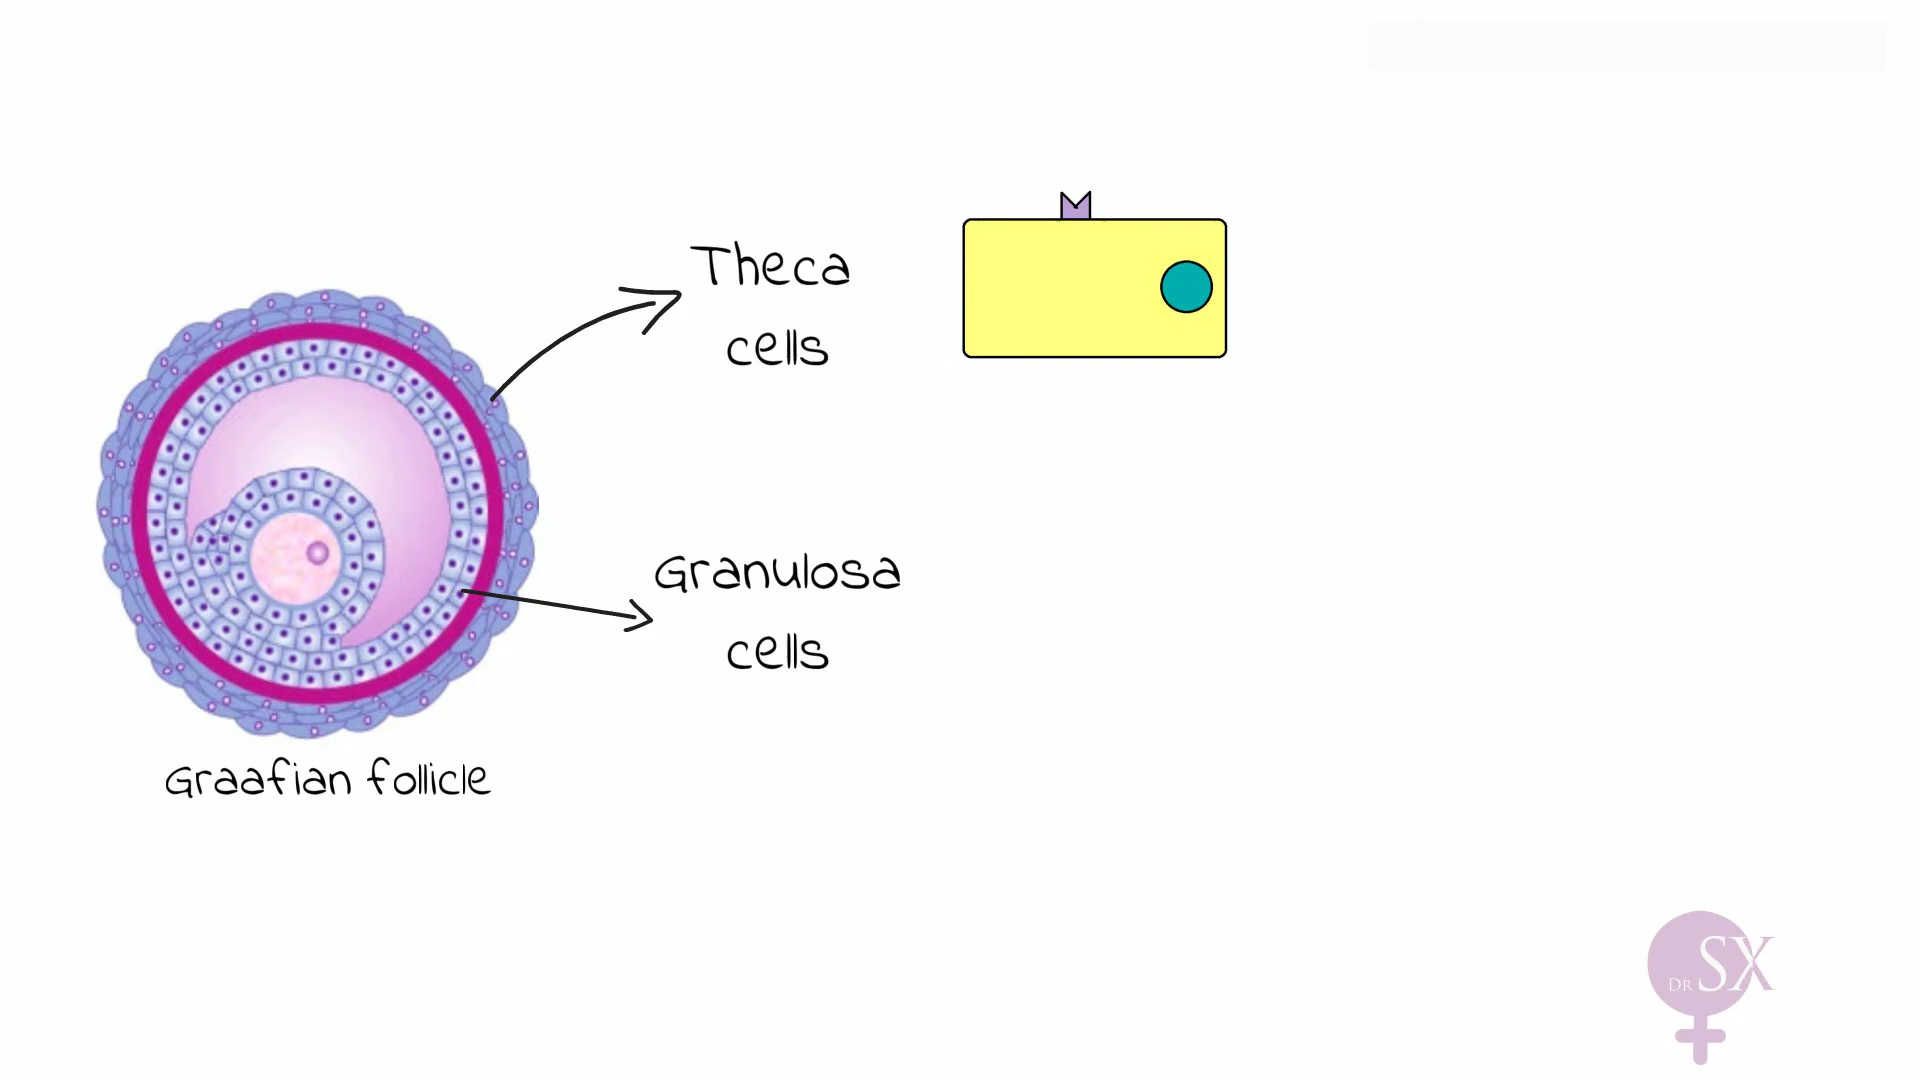 Theca
cells
Granulosa
cells
Graafian follicle
DR SX